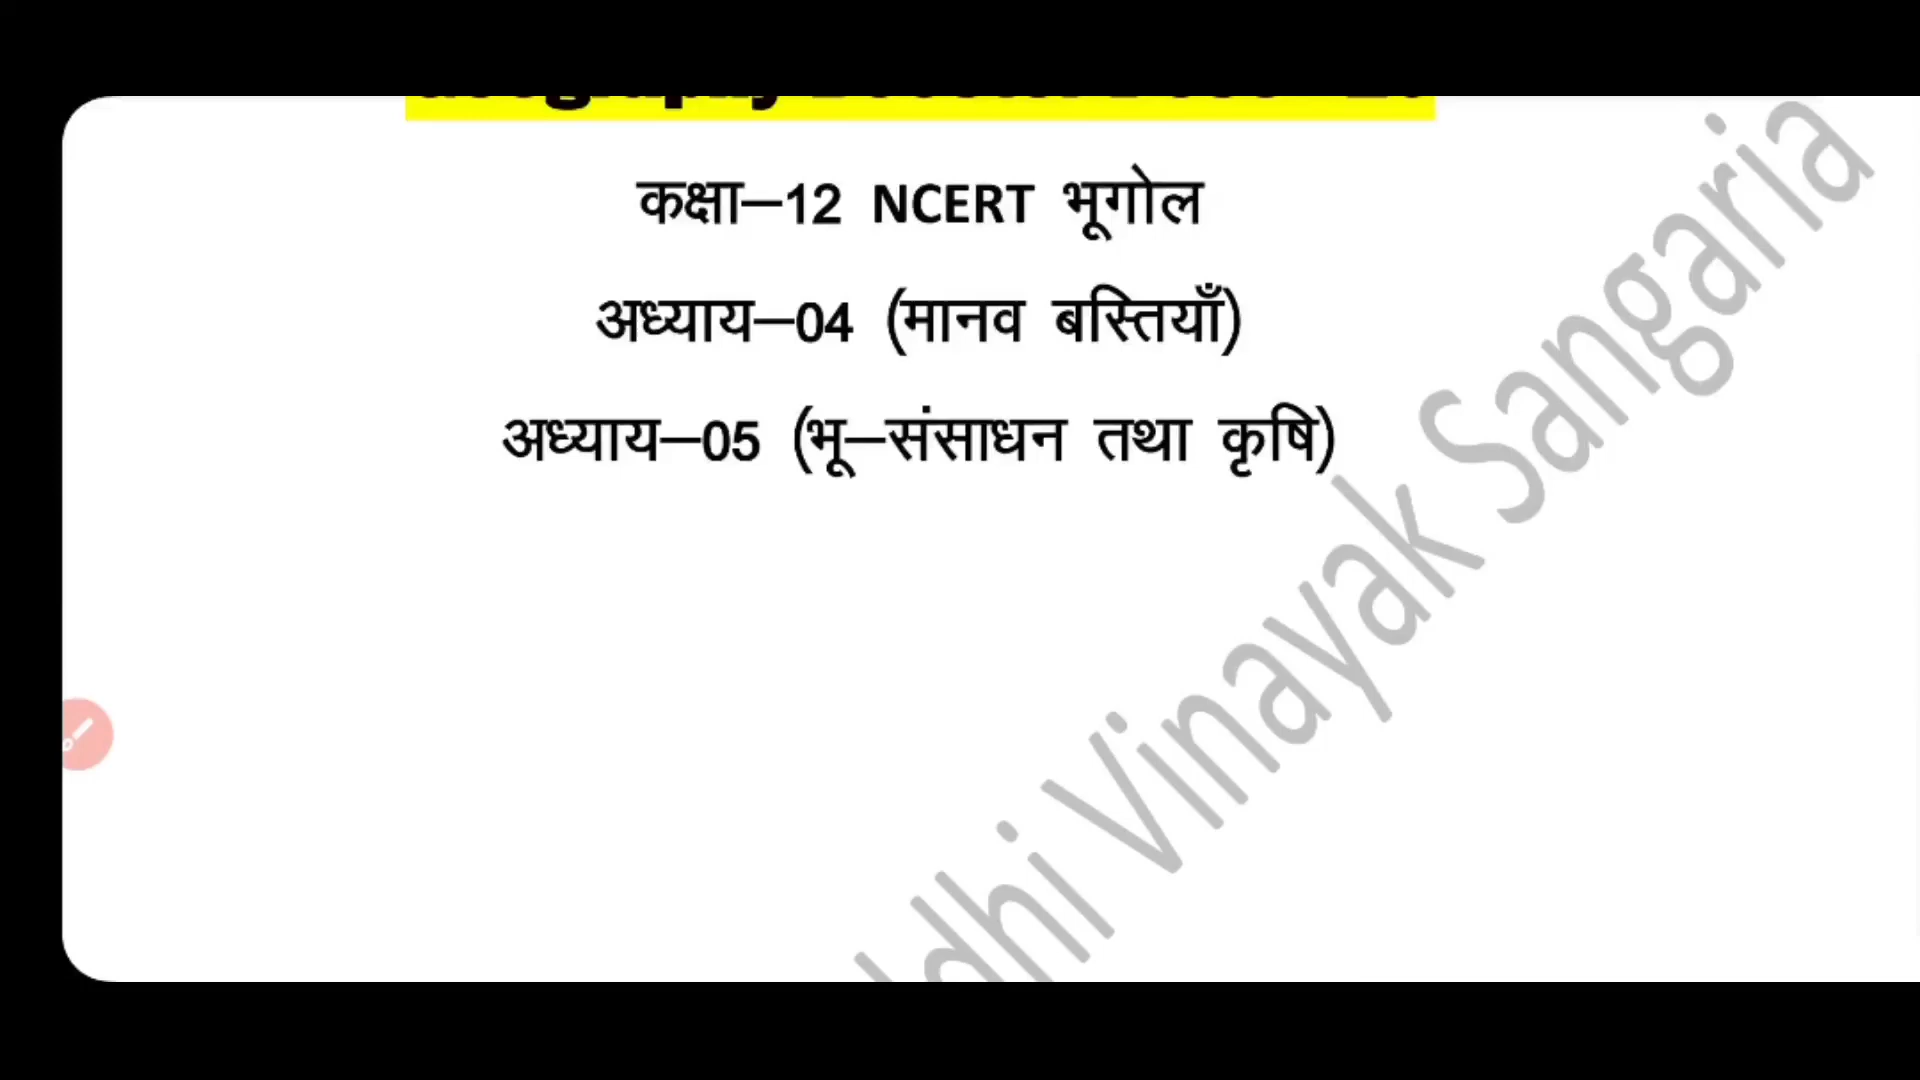 कक्षा–12 NCERT भूगोल
अध्याय–04 (मानव बस्तियाँ)
अध्याय–05 (भू–संसाधन तथा कृषि)
Vinayak Sangaria